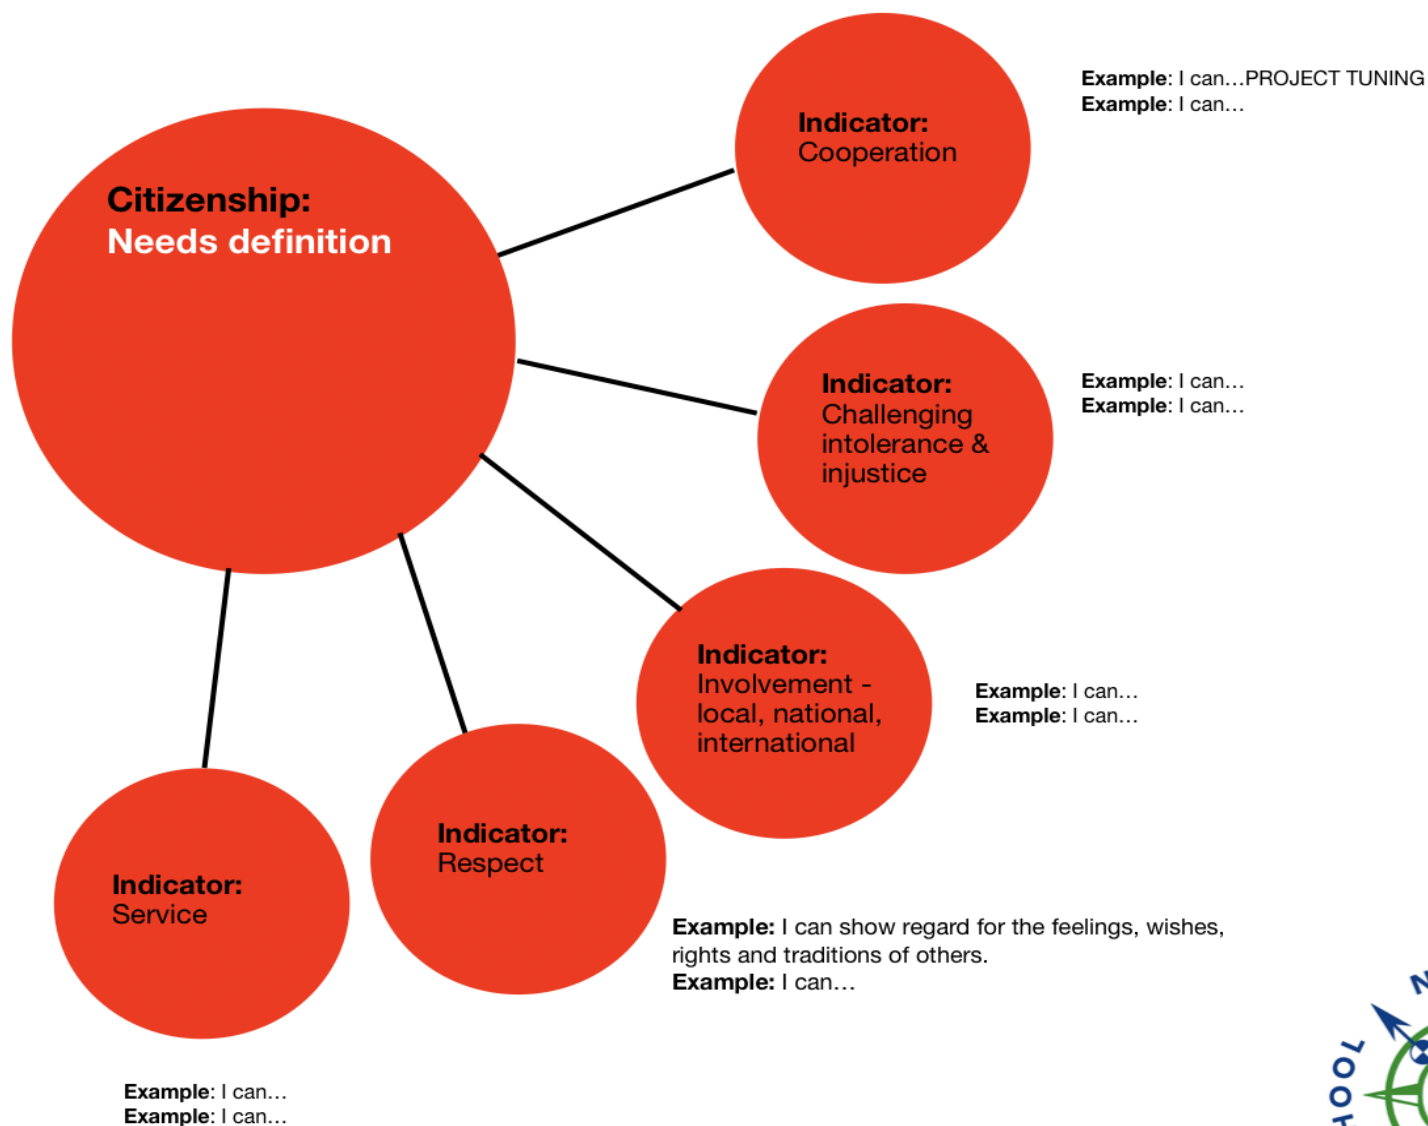 Example: I can...PROJECT TUNING
Example: I can...
Indicator:
Cooperation
Citizenship:
Needs definition
Indicator:
Challenging
intolerance &
injustice
Example: I can...
Example: I can...
Indicator:
Involvement -
local, national,
international
Example: I can...
Example: I can...
Indicator:
Respect
Example: I can show regard for the feelings, wishes,
rights and traditions of others.
Example: I can...
Indicator:
Service
Example: I can...
Example: I can...